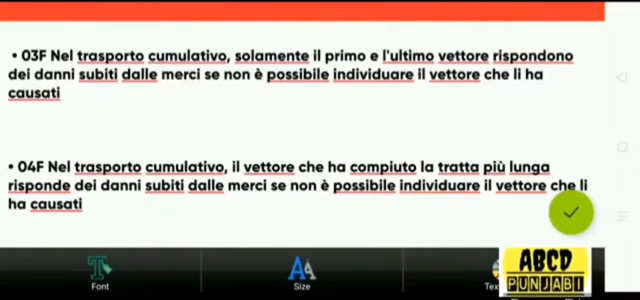 • 03F Nel trasporto cumulativo, solamente il primo e l'ultimo vettore rispondono
dei danni subiti dalle merci se non è possibile individuare il vettore che li ha
causati
• 04F Nel trasporto cumulativo, il vettore che ha compiuto la tratta più lunga
risponde dei danni subiti dalle merci se non è possibile individuare il vettore che li
ha causati
Font
Size
ABCD
PUNJABI